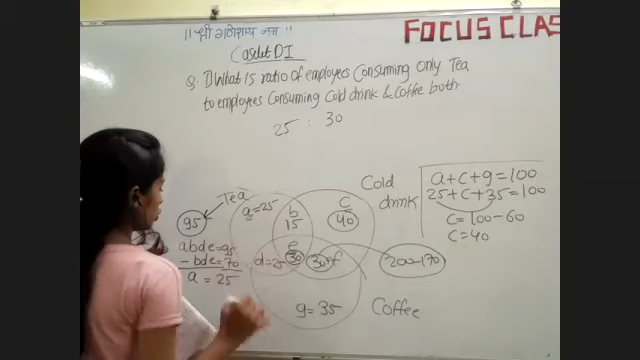 ।। श्री गणेशाय नमः ।।
FOCUS CLAS
Caselet DI
Q. 1) What is ratio of employees Consuming only Tea
to employees Consuming Cold drink & Coffee both
25 : 30
Tea
95
a = 25
b
15
C
40
Cold
drink
a+c+g=100
25+c+35=100
c=100-60
c=40
abde=95
- bde=70
a = 25
d=25
e
30
30=f
200-170
g=35
Coffee